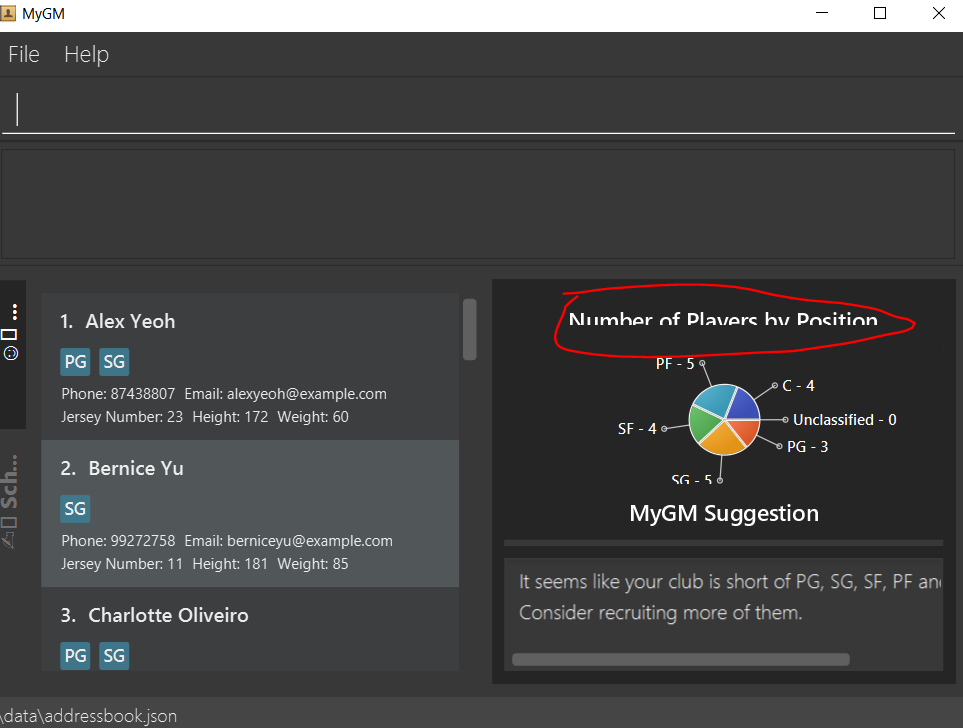 MyGM
File Help
1. Alex Yeoh
PG SG
Phone: 87438807 Email: alexyeoh@example.com
Jersey Number: 23 Height: 172 Weight: 60
2. Bernice Yu
SG
Phone: 99272758 Email: berniceyu@example.com
Jersey Number: 11 Height: 181 Weight: 85
3. Charlotte Oliveiro
PG SG
Sch...
Number of Players by Position
PF - 5
C - 4
Unclassified - 0
SF - 4
PG - 3
SG - 5
MyGM Suggestion
It seems like your club is short of PG, SG, SF, PF an
Consider recruiting more of them.
\data\addressbook.json